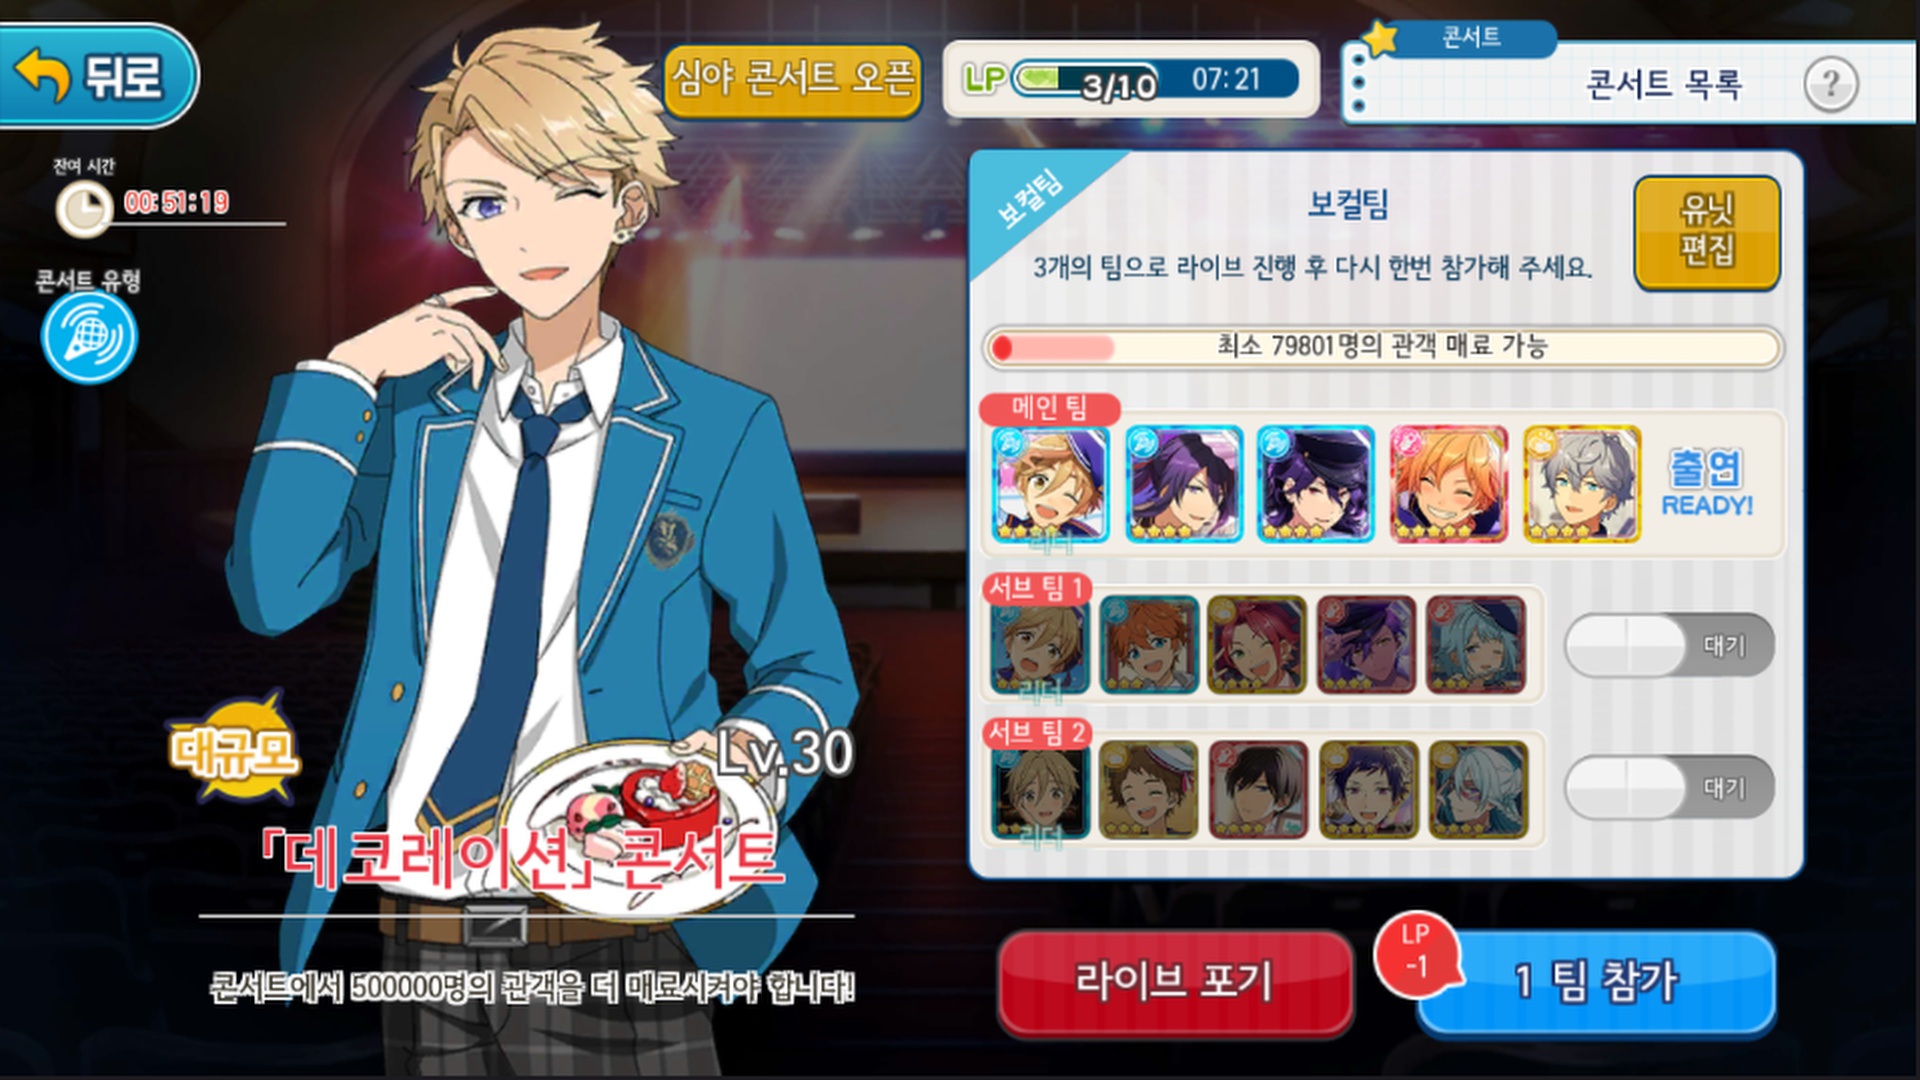 뒤로
심야 콘서트 오픈
LP 3/10 07:21
콘서트
콘서트 목록
?
잔여 시간
00:51:19
콘서트 유형
보컬팀
보컬팀
3개의 팀으로 라이브 진행 후 다시 한번 참가해 주세요.
유닛
편집
최소 79801명의 관객 매료 가능
메인 팀
리더
출연
READY!
서브 팀 1
리더
대기
서브 팀 2
리더
대기
대규모
Lv.30
「데코레이션」 콘서트
콘서트에서 500000명의 관객을 더 매료시켜야 합니다!
라이브 포기
LP
-1
1 팀 참가